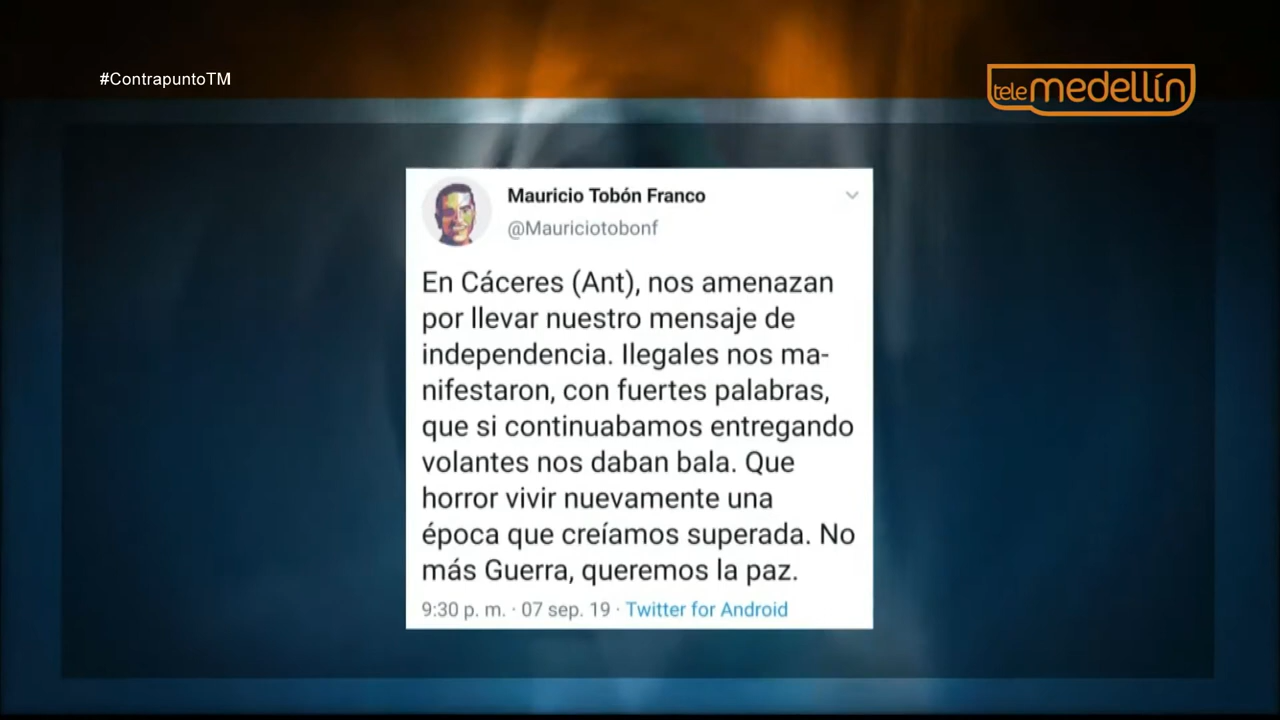 #ContrapuntoTM
tele medellín
Mauricio Tobón Franco
@Mauriciotobonf
En Cáceres (Ant), nos amenazan
por llevar nuestro mensaje de
independencia. Ilegales nos ma-
nifestaron, con fuertes palabras,
que si continuabamos entregando
volantes nos daban bala. Que
horror vivir nuevamente una
época que creíamos superada. No
más Guerra, queremos la paz.
9:30 p. m. · 07 sep. 19 · Twitter for Android